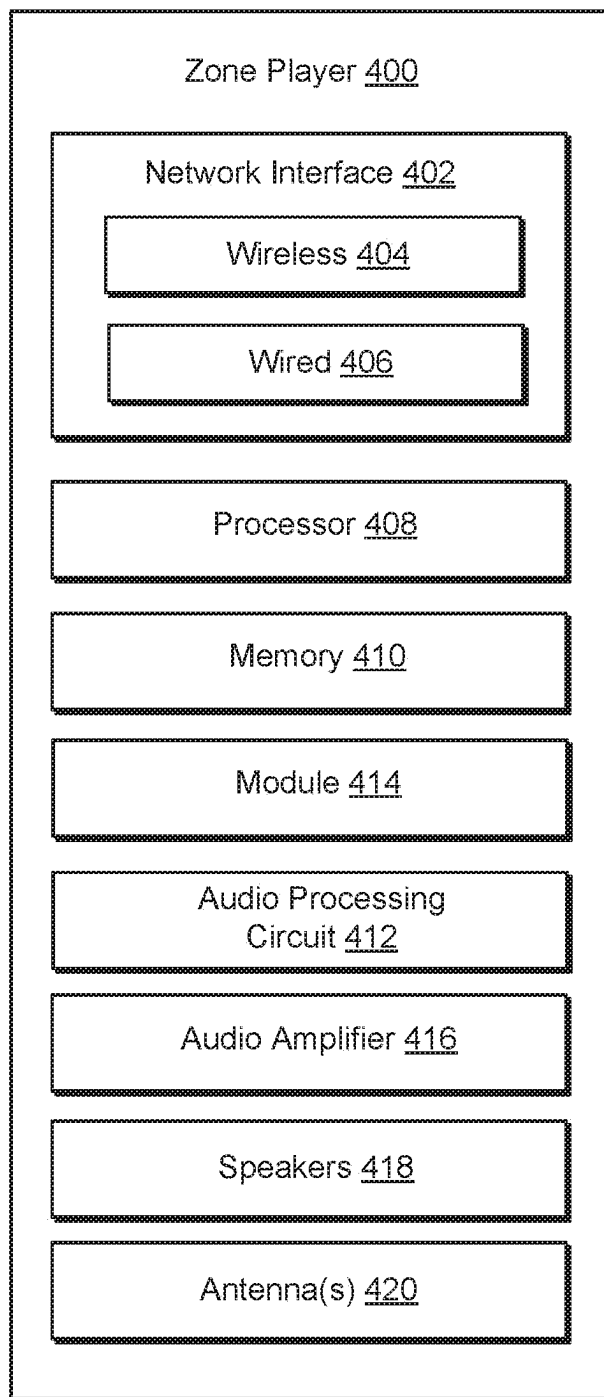 Zone Player 400
Network Interface 402
Wireless 404
Wired 406
Processor 408
Memory 410
Module 414
Audio Processing
Circuit 412
Audio Amplifier 416
Speakers 418
Antenna(s) 420